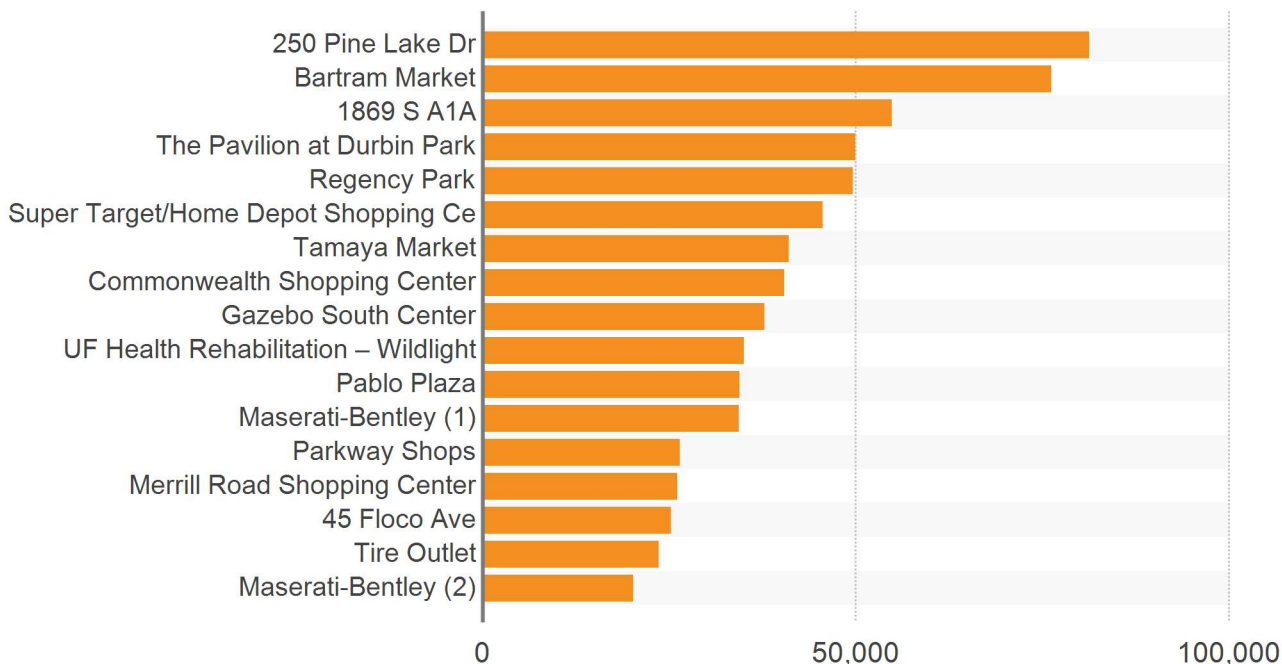 250 Pine Lake Dr
Bartram Market
1869 S A1A
The Pavilion at Durbin Park
Regency Park
Super Target/Home Depot Shopping Ce
Tamaya Market
Commonwealth Shopping Center
Gazebo South Center
UF Health Rehabilitation – Wildlight
Pablo Plaza
Maserati-Bentley (1)
Parkway Shops
Merrill Road Shopping Center
45 Floco Ave
Tire Outlet
Maserati-Bentley (2)
0 50,000 100,000